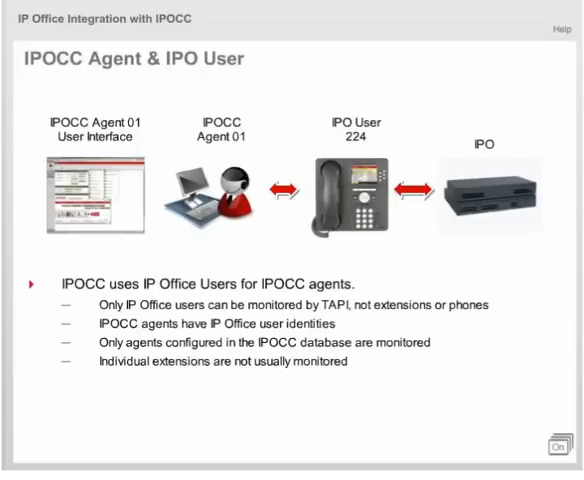 IP Office Integration with IPOCC
Help
IPOCC Agent & IPO User
IPOCC Agent 01
User Interface
IPOCC
Agent 01
IPO User
224
IPO
IPOCC uses IP Office Users for IPOCC agents.
— Only IP Office users can be monitored by TAPI, not extensions or phones
— IPOCC agents have IP Office user identities
— Only agents configured in the IPOCC database are monitored
— Individual extensions are not usually monitored
On